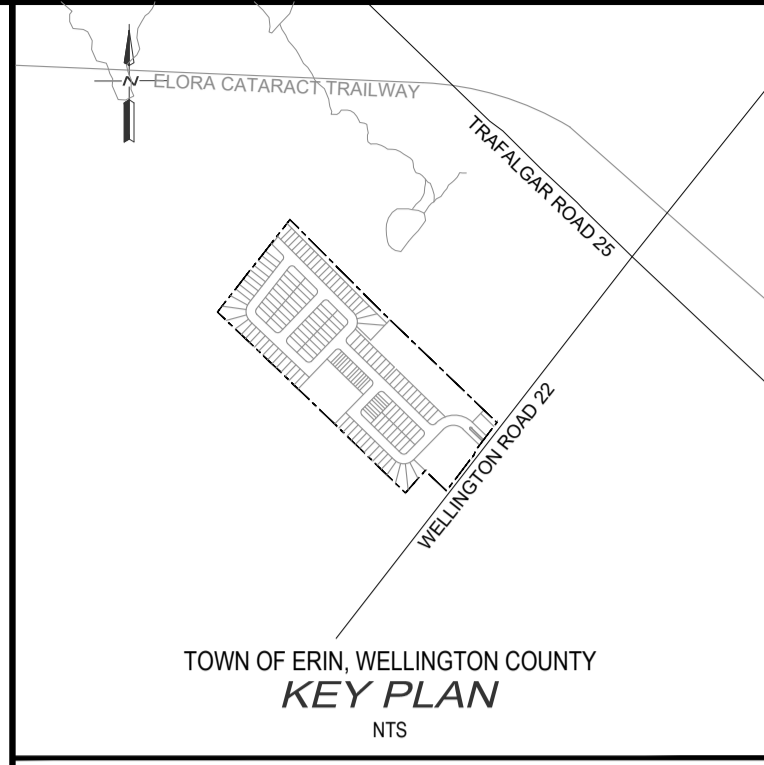 N
ELORA CATARACT TRAILWAY
TRAFALGAR ROAD 25
WELLINGTON ROAD 22
TOWN OF ERIN, WELLINGTON COUNTY
KEY PLAN
NTS